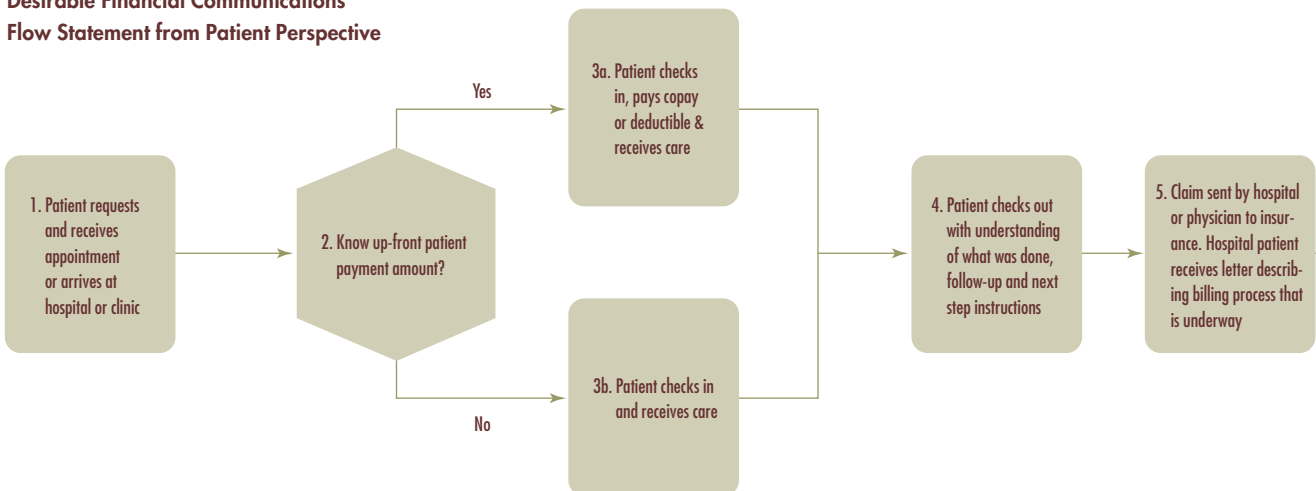 Desirable Financial Communications
Flow Statement from Patient Perspective
1. Patient requests
and receives
appointment
or arrives at
hospital or clinic
2. Know up-front patient
payment amount?
Yes
3a. Patient checks
in, pays copay
or deductible &
receives care
No
3b. Patient checks in
and receives care
4. Patient checks out
with understanding
of what was done,
follow-up and next
step instructions
5. Claim sent by hospital
or physician to insur-
ance. Hospital patient
receives letter describ-
ing billing process that
is underway